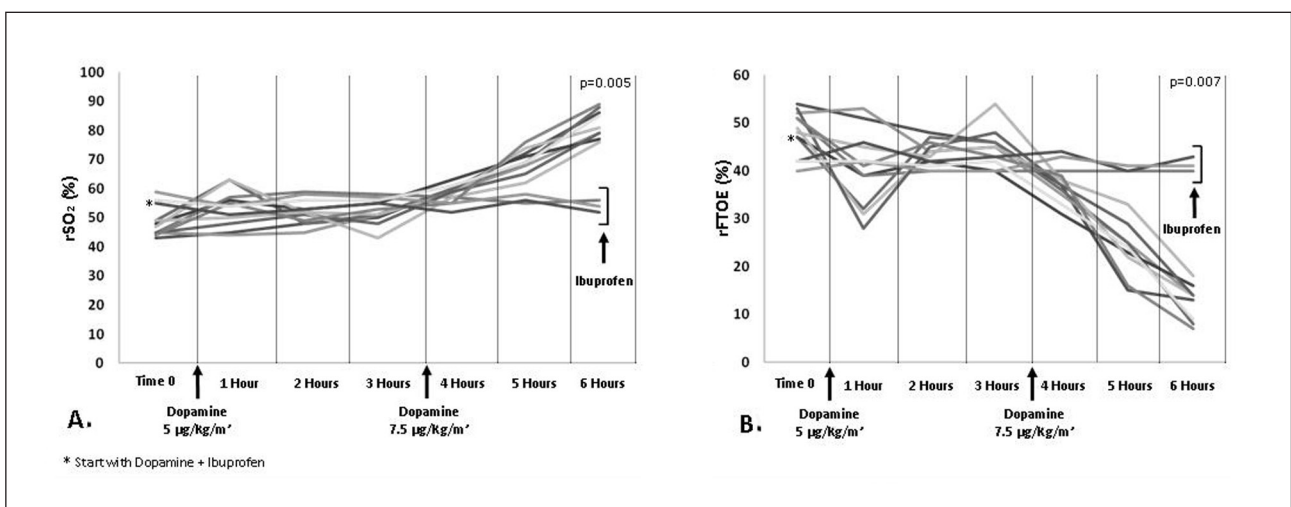 100
90
80
70
60
50
40
30
20
10
0
rSO₂ (%)
p=0.005
*
Ibuprofen
Time 0
1 Hour
2 Hours
3 Hours
4 Hours
5 Hours
6 Hours
Dopamine
5 µg/Kg/m’
Dopamine
7.5 µg/Kg/m’
A.
* Start with Dopamine + Ibuprofen
60
50
40
30
20
10
0
rFTOE (%)
p=0.007
*
Ibuprofen
Time 0
1 Hour
2 Hours
3 Hours
4 Hours
5 Hours
6 Hours
Dopamine
5 µg/Kg/m’
Dopamine
7.5 µg/Kg/m’
B.